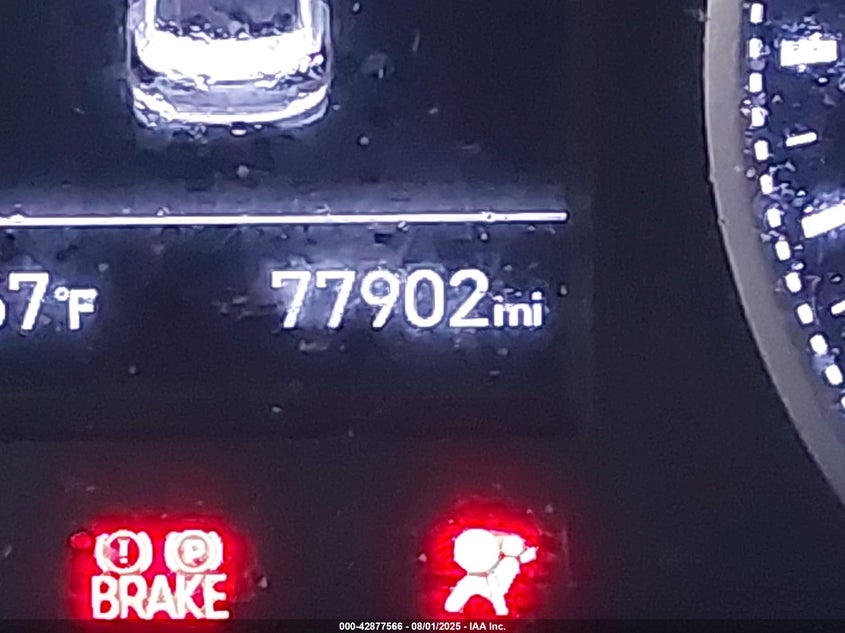 7°F 77902mi
! P
BRAKE
000-42877566 - 08/01/2025 - IAA Inc.